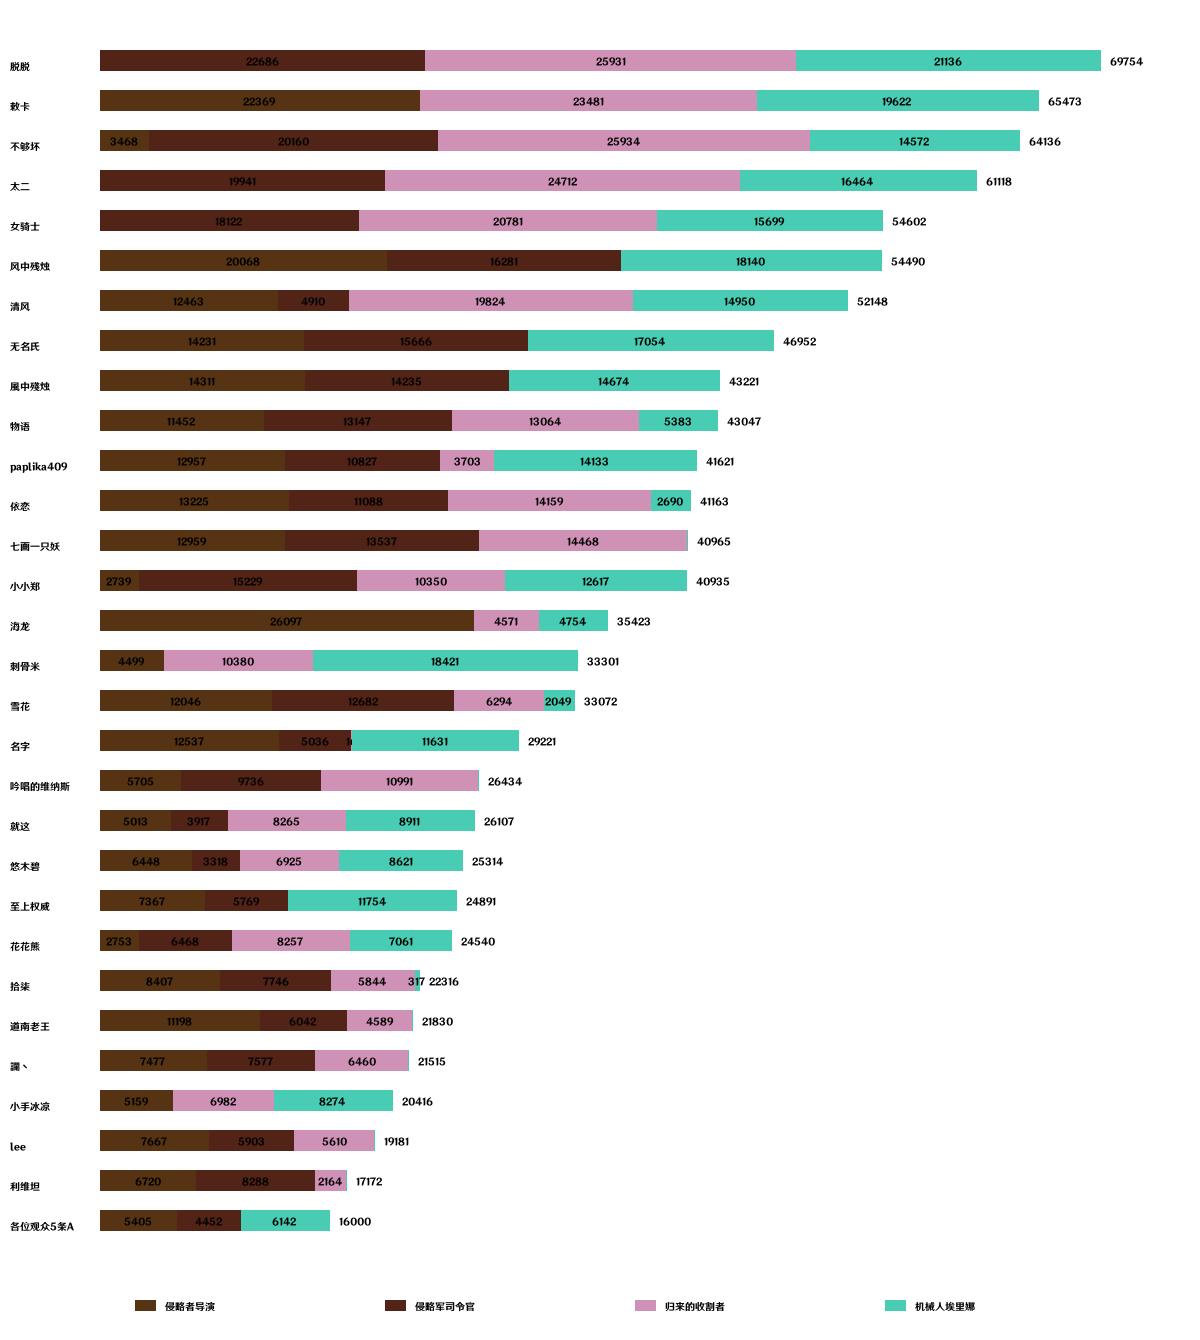 脱脱 22686 25931 21136 69754
敕卡 22369 23481 19622 65473
不够坏 3468 20160 25934 14572 64136
太二 19941 24712 16464 61118
女骑士 18122 20781 15699 54602
风中残烛 20068 16281 18140 54490
清风 12463 4910 19824 14950 52148
无名氏 14231 15666 17054 46952
風中殘烛 14311 14235 14674 43221
物语 11452 13147 13064 5383 43047
paplika409 12957 10827 3703 14133 41621
依恋 13225 11088 14159 2690 41163
七画一只妖 12959 13537 14468 40965
小小郑 2739 15229 10350 12617 40935
海龙 26097 4571 4754 35423
刺骨米 4499 10380 18421 33301
雪花 12046 12682 6294 2049 33072
名字 12537 5036 11631 29221
吟唱的维纳斯 5705 9736 10991 26434
就这 5013 3917 8265 8911 26107
悠木碧 6448 3318 6925 8621 25314
至上权威 7367 5769 11754 24891
花花熊 2753 6468 8257 7061 24540
拾柒 8407 7746 5844 317 22316
道南老王 11198 6042 4589 21830
7477 7577 6460 21515
小手冰凉 5159 6982 8274 20416
lee 7667 5903 5610 19181
利维坦 6720 8288 2164 17172
各位观众5条A 5405 4452 6142 16000
侵略者导演 侵略军司令官 归来的收割者 机械人埃里娜